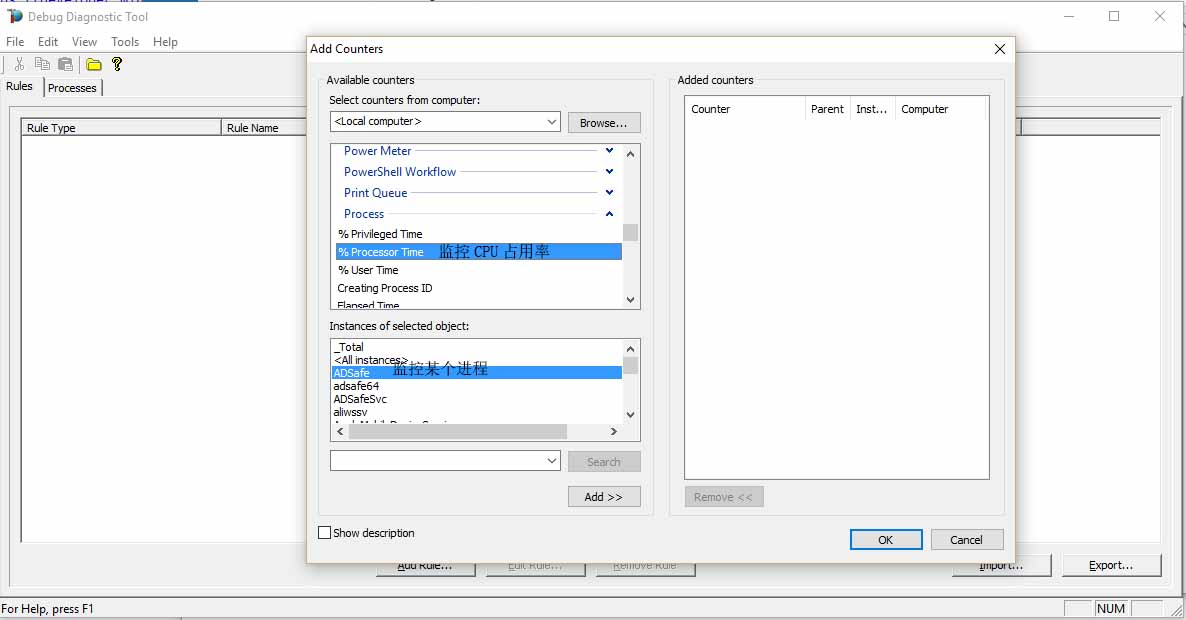 Debug Diagnostic Tool
File Edit View Tools Help
Rules Processes
Rule Type Rule Name
Add Counters
Available counters
Select counters from computer:
<Local computer> Browse...
Power Meter
PowerShell Workflow
Print Queue
Process
% Privileged Time
% Processor Time 监控 CPU 占用率
% User Time
Creating Process ID
Elapsed Time
Instances of selected object:
_Total
<All instances>
ADSafe 监控某个进程
adsafe64
ADSafeSvc
aliwssv
Search
Add >>
Show description
Added counters
Counter Parent Inst... Computer
Remove <<
OK Cancel
Add Rule... Edit Rule... Remove Rule Import... Export...
For Help, press F1 NUM